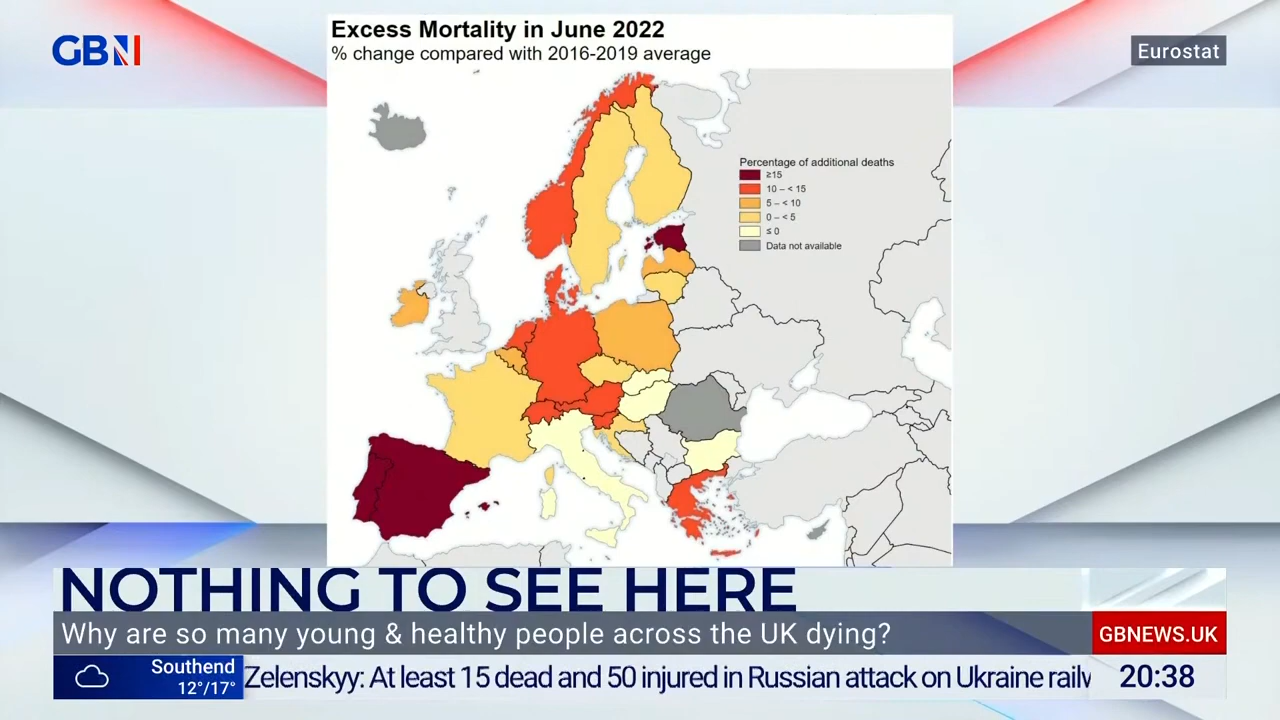 GBN
Excess Mortality in June 2022
% change compared with 2016-2019 average
Eurostat
Percentage of additional deaths
≥15
10 – < 15
5 – < 10
0 – < 5
≤ 0
Data not available
NOTHING TO SEE HERE
Why are so many young & healthy people across the UK dying?
GBNEWS.UK
Southend
12°/17°
Zelenskyy: At least 15 dead and 50 injured in Russian attack on Ukraine railw
20:38